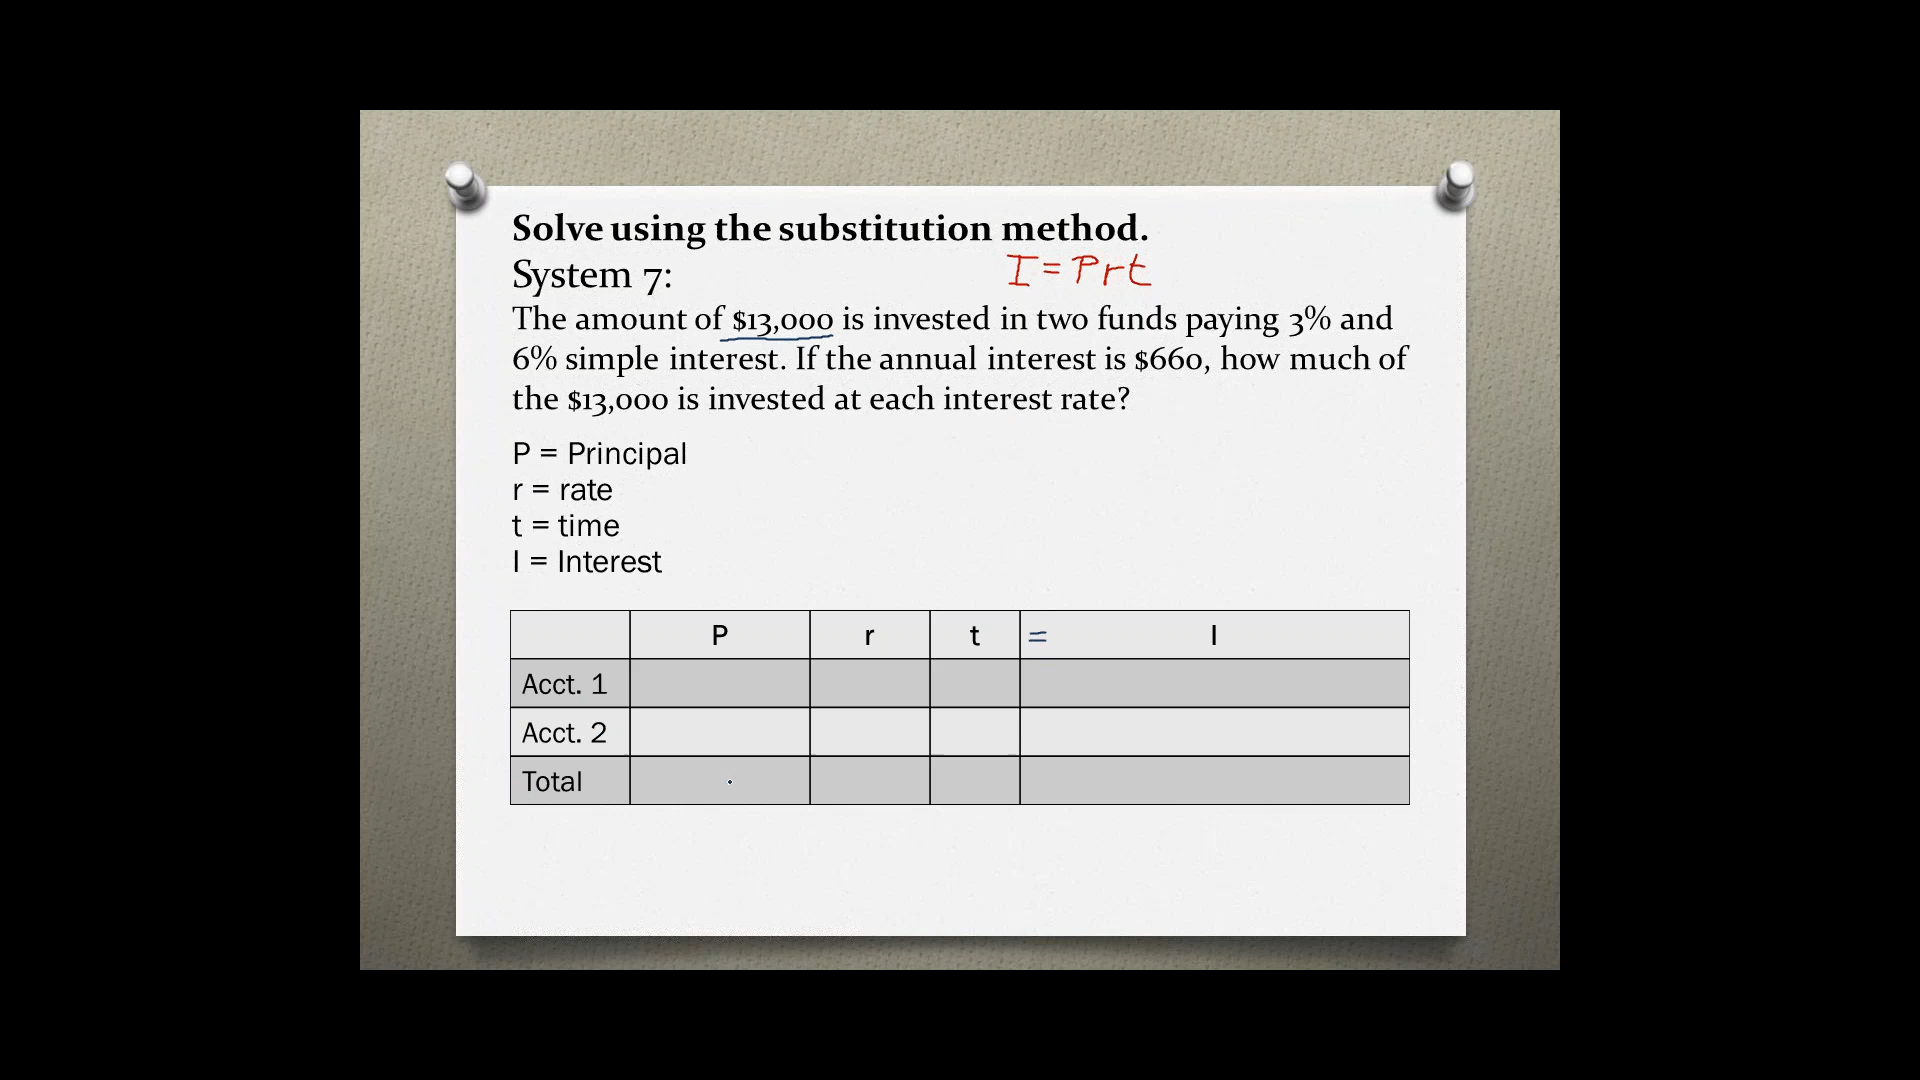 Solve using the substitution method.
System 7:
I = Prt
The amount of $13,000 is invested in two funds paying 3% and
6% simple interest. If the annual interest is $660, how much of
the $13,000 is invested at each interest rate?
P = Principal
r = rate
t = time
I = Interest
P r t = I
Acct. 1
Acct. 2
Total